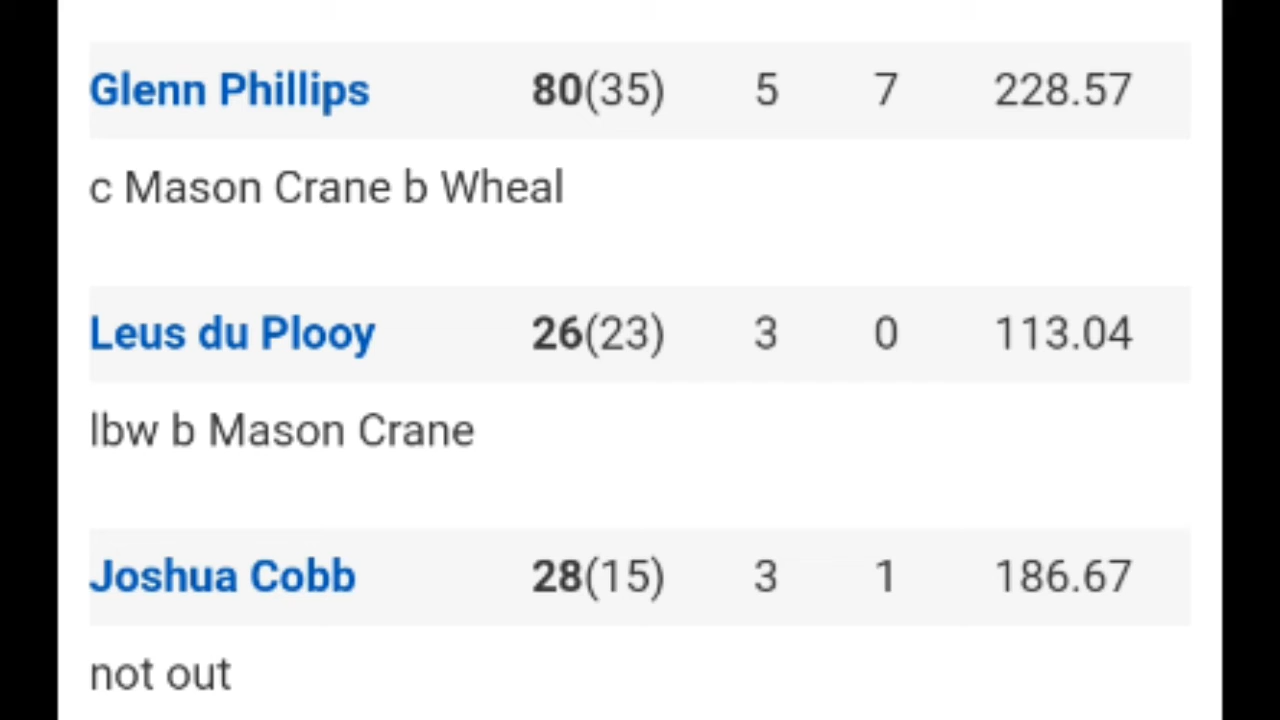 Glenn Phillips 80(35) 5 7 228.57
c Mason Crane b Wheal
Leus du Plooy 26(23) 3 0 113.04
lbw b Mason Crane
Joshua Cobb 28(15) 3 1 186.67
not out